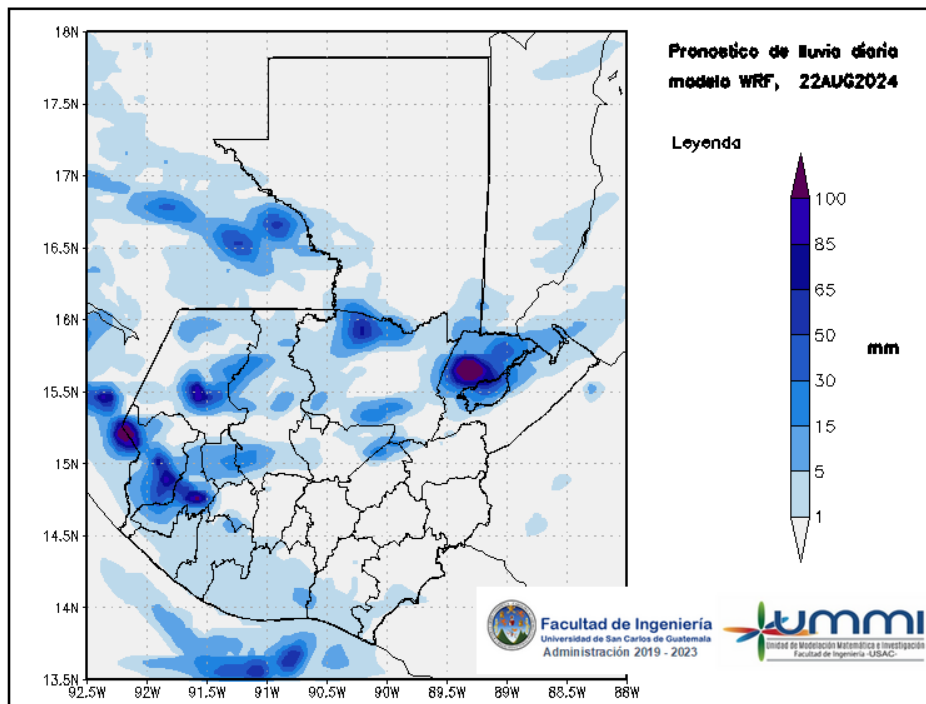 Pronostico de lluvia diaria
modelo WRF, 22AUG2024
Leyenda
100
85
65
50
30
15
5
1
mm
18N
17.5N
17N
16.5N
16N
15.5N
15N
14.5N
14N
13.5N
92.5W 92W 91.5W 91W 90.5W 90W 89.5W 89W 88.5W 88W
Facultad de Ingeniería
Universidad de San Carlos de Guatemala
Administración 2019 - 2023
UMMI
Unidad de Modelación Matemática e Investigación
Facultad de Ingeniería -USAC-